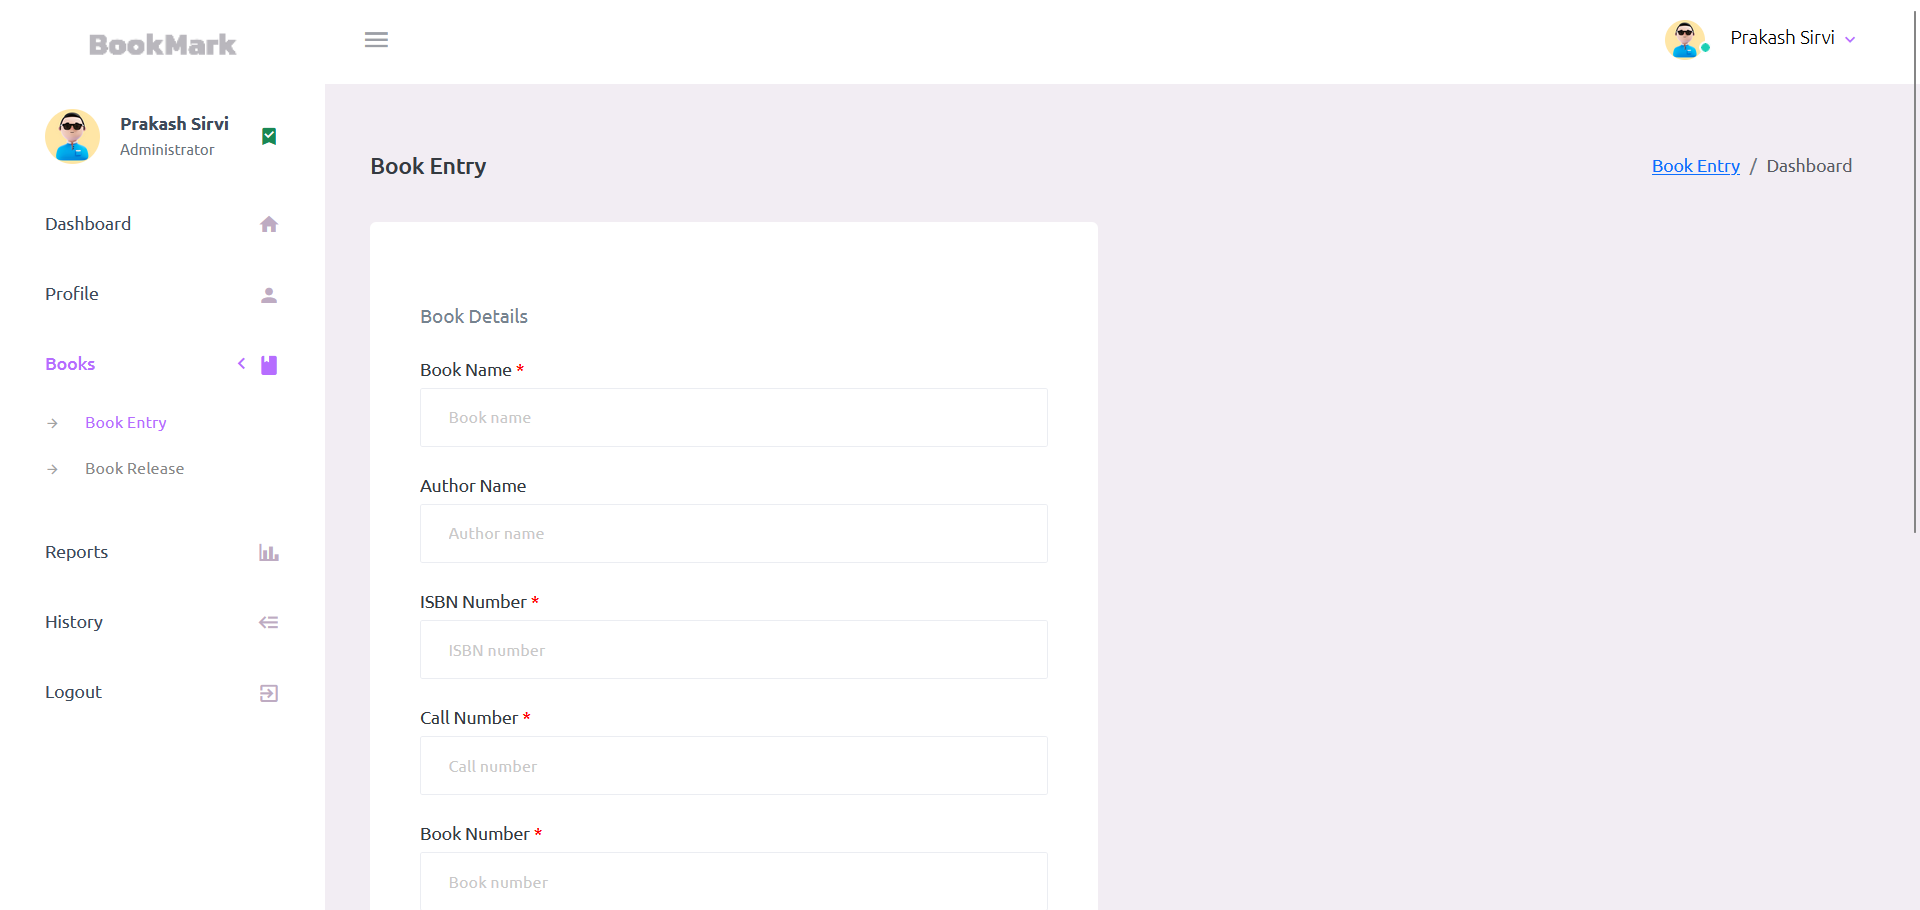 BookMark
Prakash Sirvi
Prakash Sirvi
Administrator
Dashboard
Profile
Books
Book Entry
Book Release
Reports
History
Logout
Book Entry
Book Entry / Dashboard
Book Details
Book Name *
Book name
Author Name
Author name
ISBN Number *
ISBN number
Call Number *
Call number
Book Number *
Book number